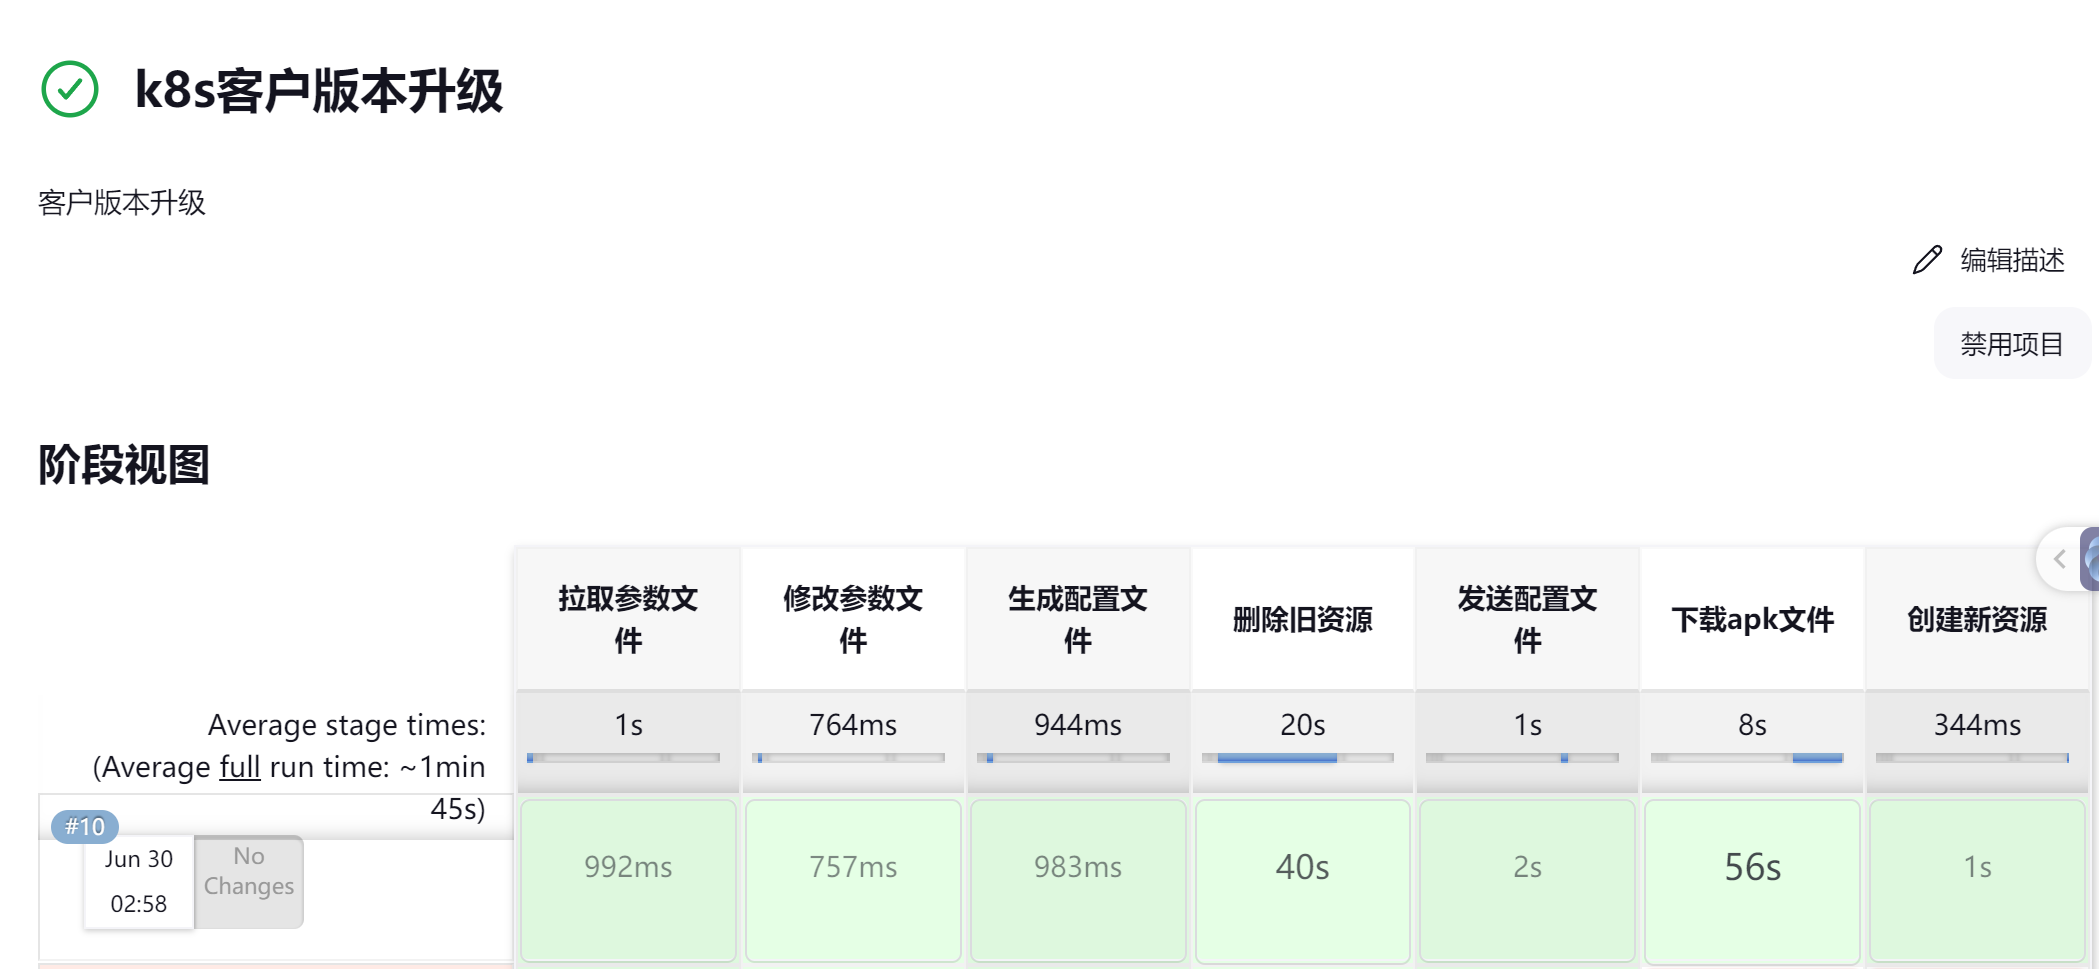 k8s客户版本升级
客户版本升级
编辑描述
禁用项目
阶段视图
拉取参数文
件
修改参数文
件
生成配置文
件
删除旧资源
发送配置文
件
下载apk文件
创建新资源
Average stage times:
(Average full run time: ~1min
45s)
1s
764ms
944ms
20s
1s
8s
344ms
#10
Jun 30
02:58
No
Changes
992ms
757ms
983ms
40s
2s
56s
1s